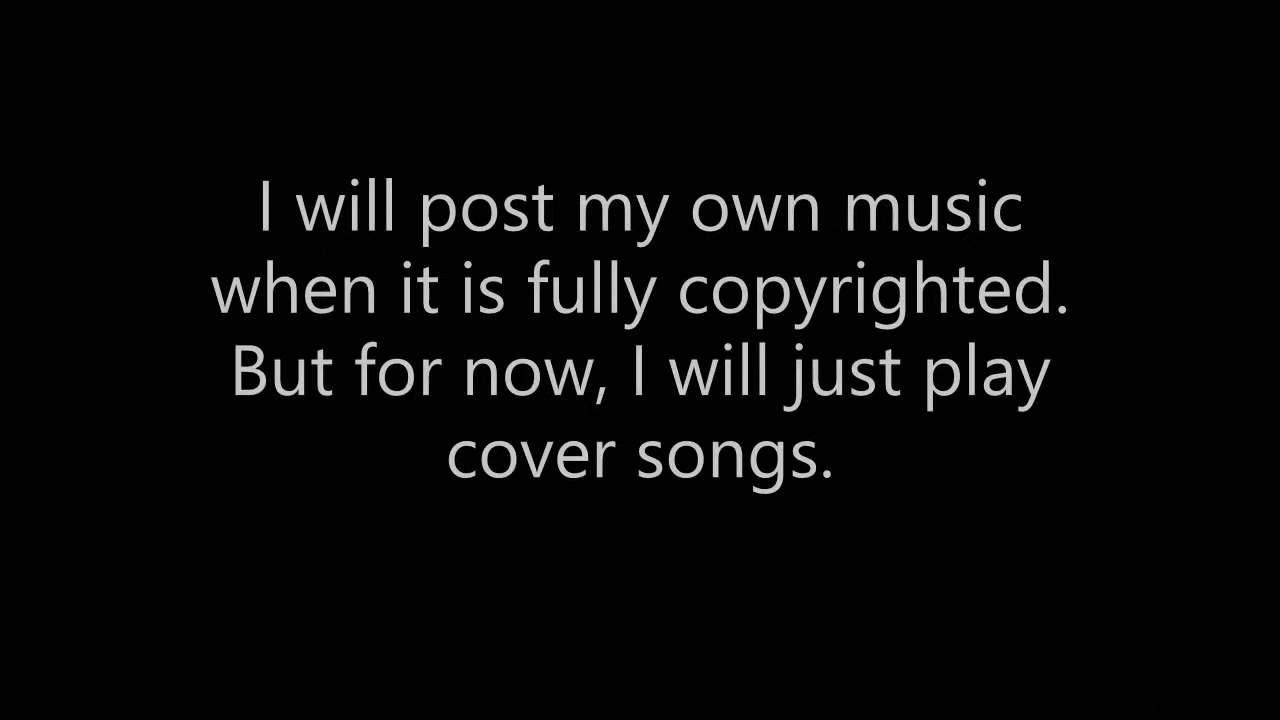 I will post my own music
when it is fully copyrighted.
But for now, I will just play
cover songs.